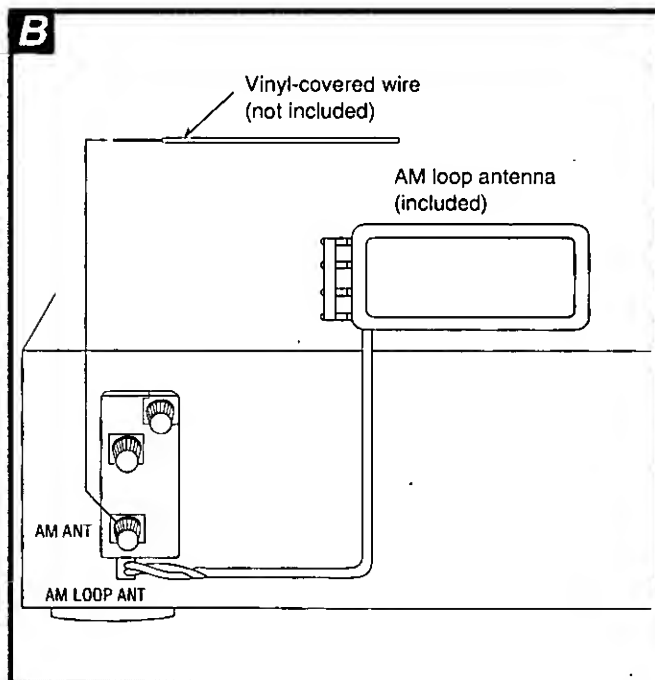 B
Vinyl-covered wire
(not included)
AM loop antenna
(included)
AM ANT
AM LOOP ANT